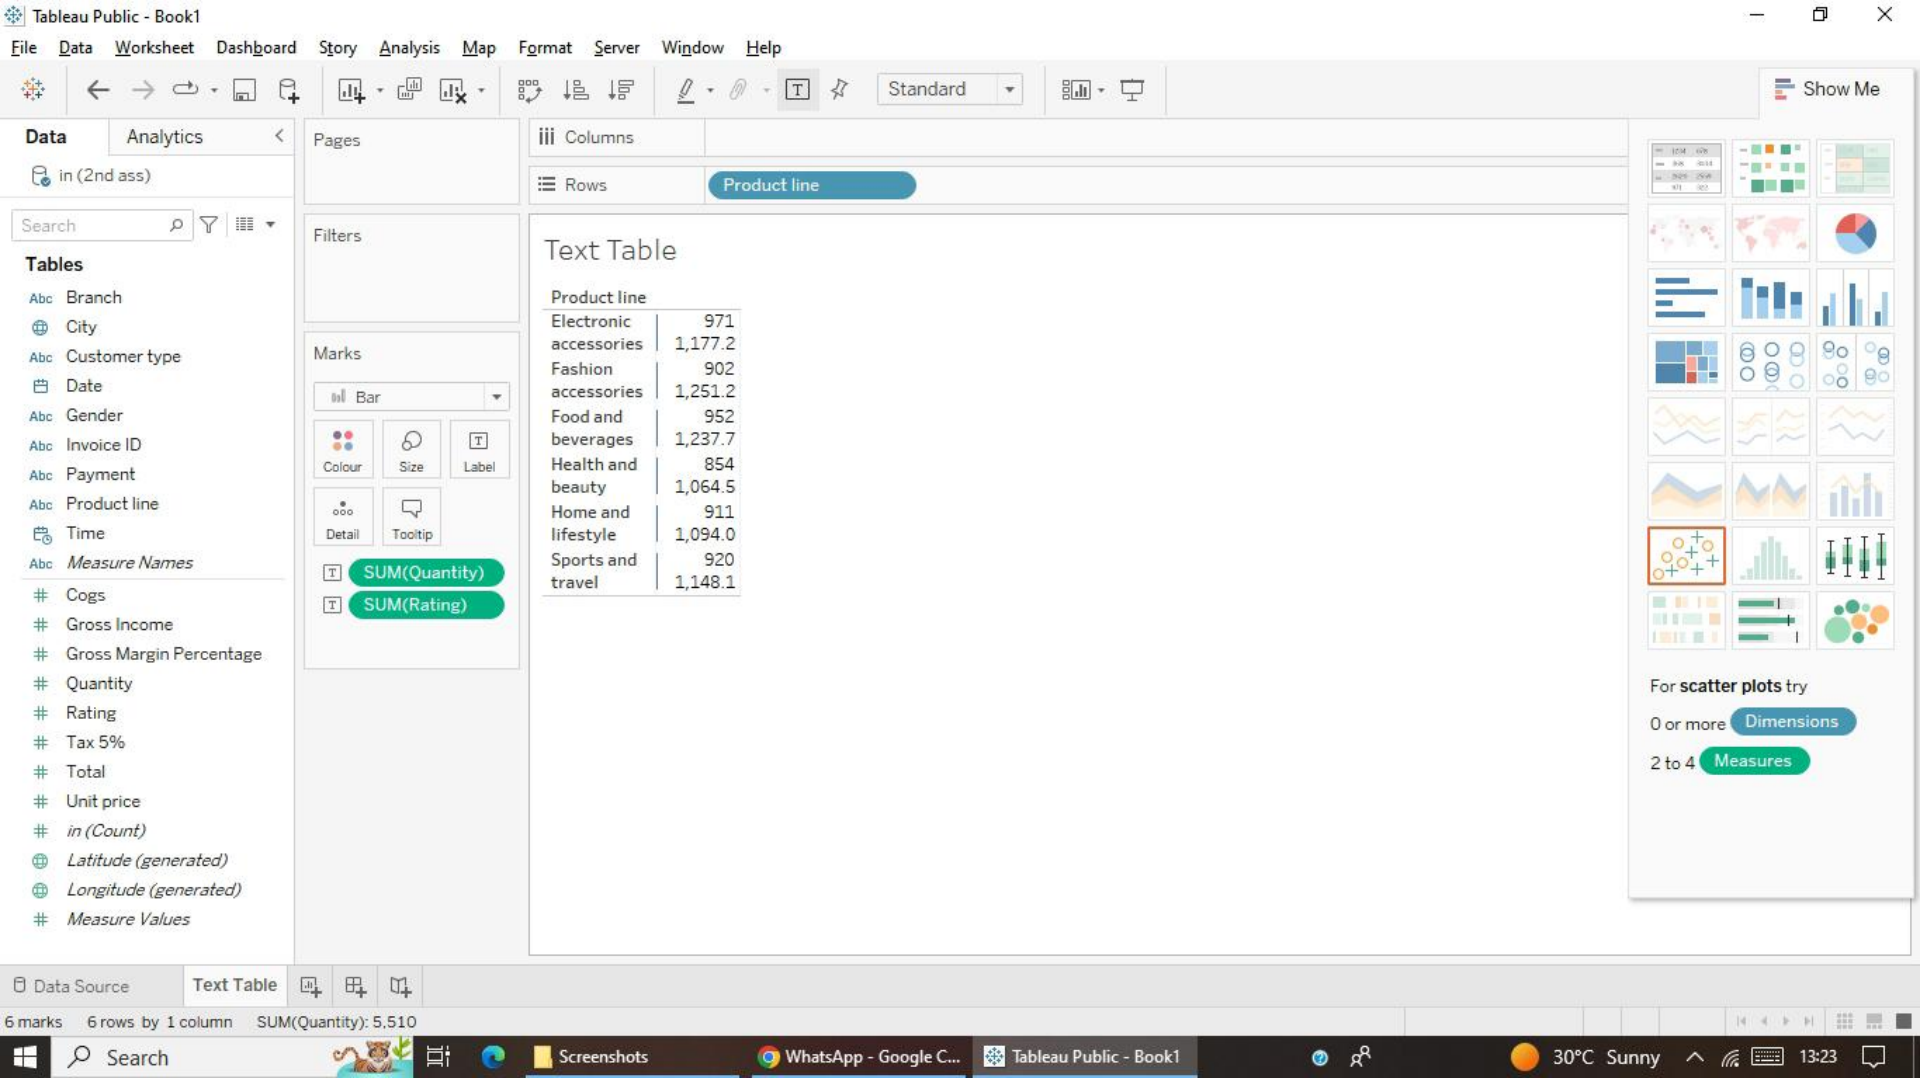 Tableau Public - Book1
File Data Worksheet Dashboard Story Analysis Map Format Server Window Help
Standard
Show Me
Data Analytics
in (2nd ass)
Search
Tables
Abc Branch
City
Abc Customer type
Date
Abc Gender
Abc Invoice ID
Abc Payment
Abc Product line
Time
Abc Measure Names
# Cogs
# Gross Income
# Gross Margin Percentage
# Quantity
# Rating
# Tax 5%
# Total
# Unit price
# in (Count)
Latitude (generated)
Longitude (generated)
# Measure Values
Pages
Filters
Marks
Bar
Colour Size Label
Detail Tooltip
SUM(Quantity)
SUM(Rating)
Columns
Rows Product line
Text Table
Product line
Electronic 971
accessories 1,177.2
Fashion 902
accessories 1,251.2
Food and 952
beverages 1,237.7
Health and 854
beauty 1,064.5
Home and 911
lifestyle 1,094.0
Sports and 920
travel 1,148.1
For scatter plots try
0 or more Dimensions
2 to 4 Measures
Data Source Text Table
6 marks 6 rows by 1 column SUM(Quantity): 5,510
Search Screenshots WhatsApp - Google C... Tableau Public - Book1 30°C Sunny 13:23